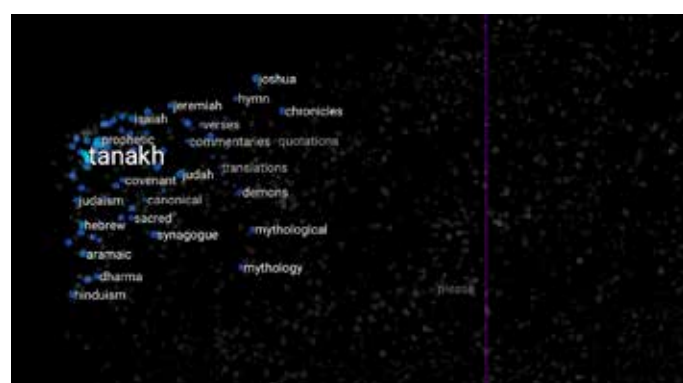 joshua
hymn
jeremiah
chronicles
isaiah
verses
prophetic
commentaries
quotations
tanakh
translations
judah
covenant
demons
judaism
canonical
sacred
hebrew
synagogue
mythological
aramaic
mythology
dharma
hinduism
please